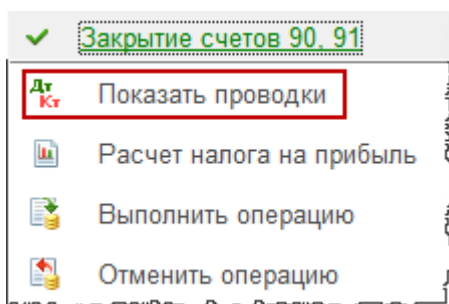 Закрытие счетов 90, 91
Дт Кт Показать проводки
Расчет налога на прибыль
Выполнить операцию
Отменить операцию